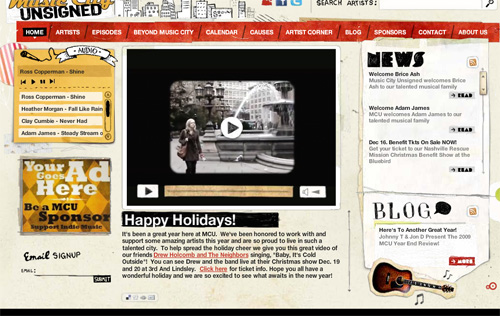 Music City
UNSIGNED
SEARCH ARTISTS:
HOME
ARTISTS
EPISODES
BEYOND MUSIC CITY
CALENDAR
CAUSES
ARTIST CORNER
BLOG
SPONSORS
CONTACT
ABOUT US
AUDIO
Ross Copperman - Shine
Ross Copperman - Shine
Heather Morgan - Fall Like Rain
Clay Cumbie - Never Had
Adam James - Steady Stream o
Your Ad
Goes
Here
Be a MCU
Sponsor
Support Indie Music
Email SIGNUP
EMAIL:
SUBMIT
Happy Holidays!
It's been a great year here at MCU. We've been honored to work with and
support some amazing artists this year and are so proud to live in such a
talented city. To help spread the holiday cheer we give you this great video of
our friends Drew Holcomb and The Neighbors singing, "Baby, It's Cold
Outside"! You can see Drew and the band live at their Christmas show Dec. 19
and 20 at 3rd And Lindsley. Click here for ticket info. Hope you all have a
wonderful holiday and we are so excited to see what awaits in the new year!
NEWS
Welcome Brice Ash
Music City Unsigned welcomes Brice
Ash to our talented music family
READ
Welcome Adam James
MCU welcomes Adam James to our
talented music family
READ
Dec 16. Benefit Tkts On Sale NOW!
Get your ticket to our Nashville Rescue
Mission Christmas Benefit Show at the
Bluebird
READ
BLOG
Here's To Another Great Year!
Johnny T & Jon D Present The 2009
MCU Year End Review!
MORE